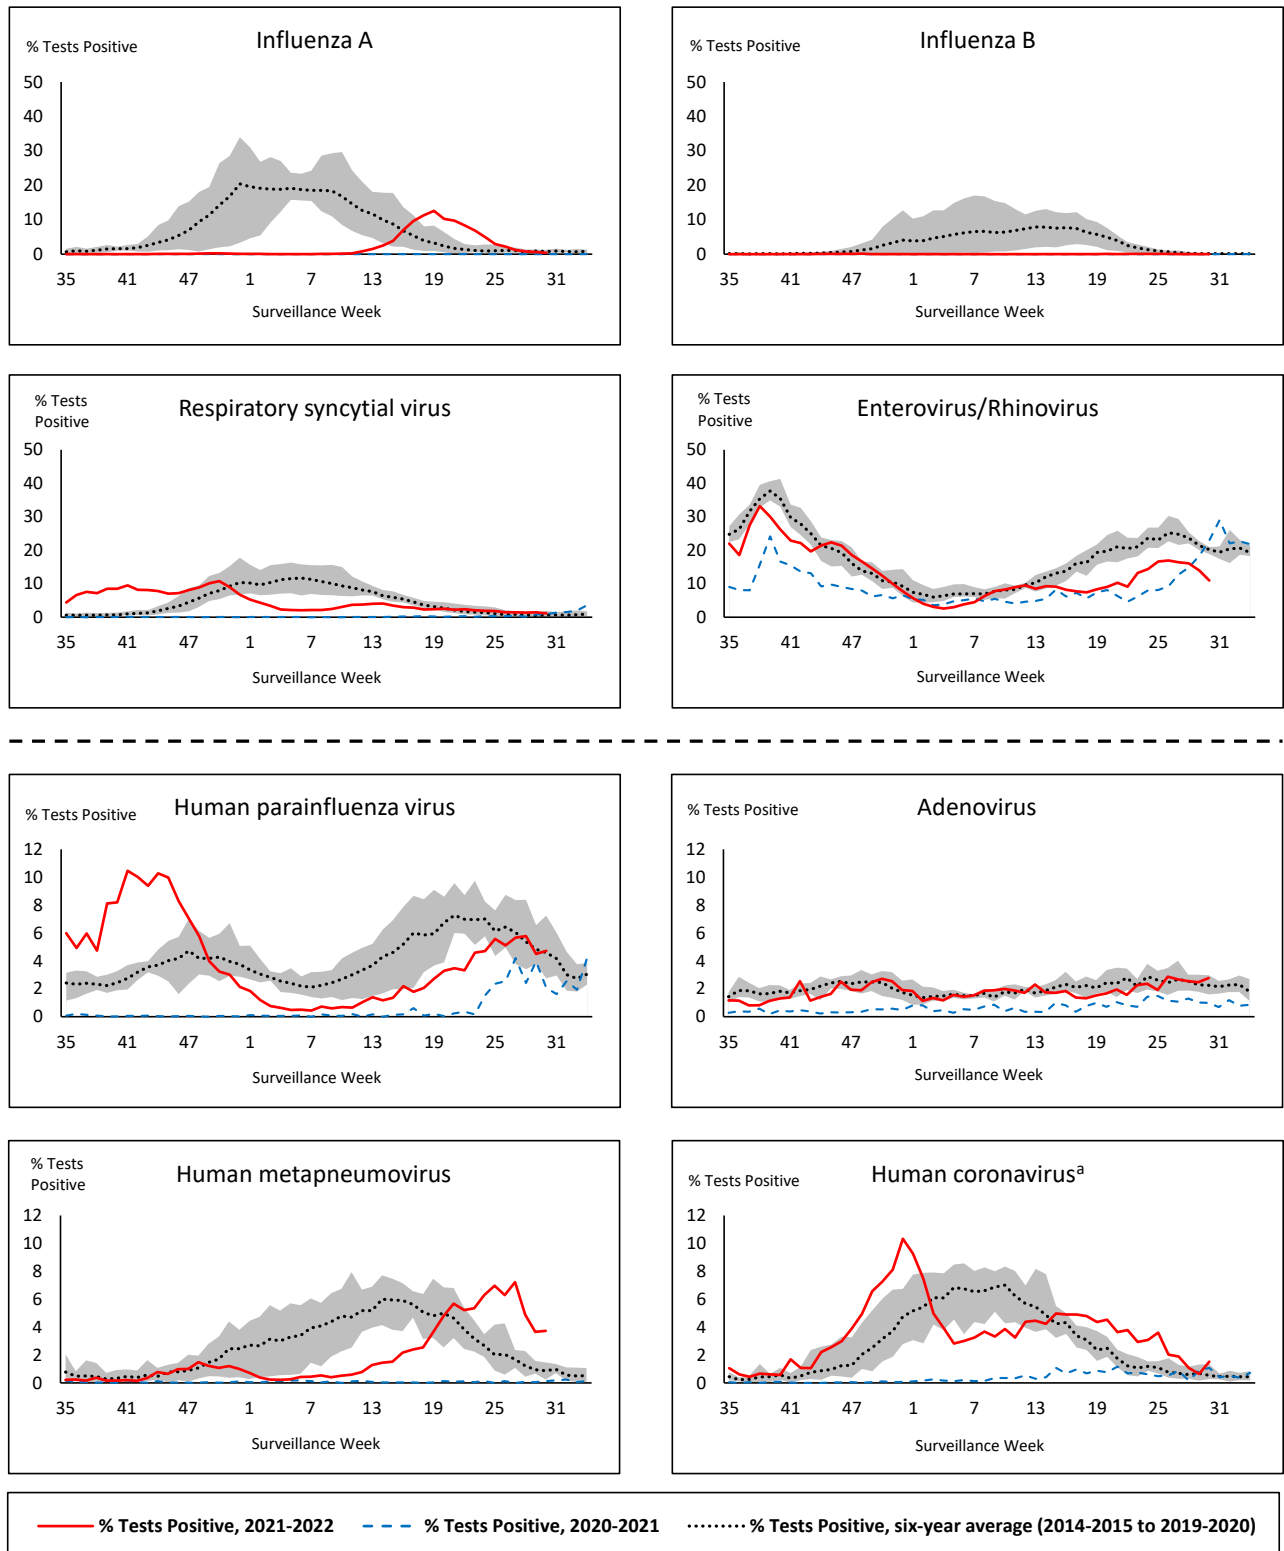 Influenza A
% Tests Positive
50
40
30
20
10
0
35 41 47 1 7 13 19 25 31
Surveillance Week
Influenza B
% Tests Positive
50
40
30
20
10
0
35 41 47 1 7 13 19 25 31
Surveillance Week
Respiratory syncytial virus
% Tests
Positive
50
40
30
20
10
0
35 41 47 1 7 13 19 25 31
Surveillance Week
Enterovirus/Rhinovirus
% Tests
Positive
50
40
30
20
10
0
35 41 47 1 7 13 19 25 31
Surveillance Week
Human parainfluenza virus
% Tests Positive
12
10
8
6
4
2
0
35 41 47 1 7 13 19 25 31
Surveillance Week
Adenovirus
% Tests Positive
12
10
8
6
4
2
0
35 41 47 1 7 13 19 25 31
Surveillance Week
Human metapneumovirus
% Tests
Positive
12
10
8
6
4
2
0
35 41 47 1 7 13 19 25 31
Surveillance Week
Human coronavirusᵃ
% Tests Positive
12
10
8
6
4
2
0
35 41 47 1 7 13 19 25 31
Surveillance Week
% Tests Positive, 2021-2022 % Tests Positive, 2020-2021 % Tests Positive, six-year average (2014-2015 to 2019-2020)